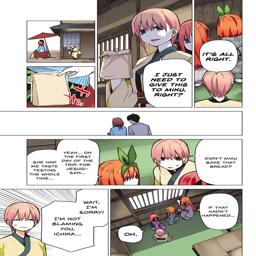 IT'S ALL
RIGHT.
I JUST
NEED TO
GIVE THIS
TO MIKU,
RIGHT?
DIDN'T MIKU
BAKE THAT
BREAD?
YEAH... ON THE
FIRST DAY OF
THE TRIP FOR
UESUGI-
SAN...
SHE HAD
ME TASTE
TESTING
THE WHOLE
TIME...
IF THAT
HADN'T
HAPPENED...
OH.
WAIT,
I'M
SORRY!
I'M NOT
BLAMING
YOU,
ICHIKA...